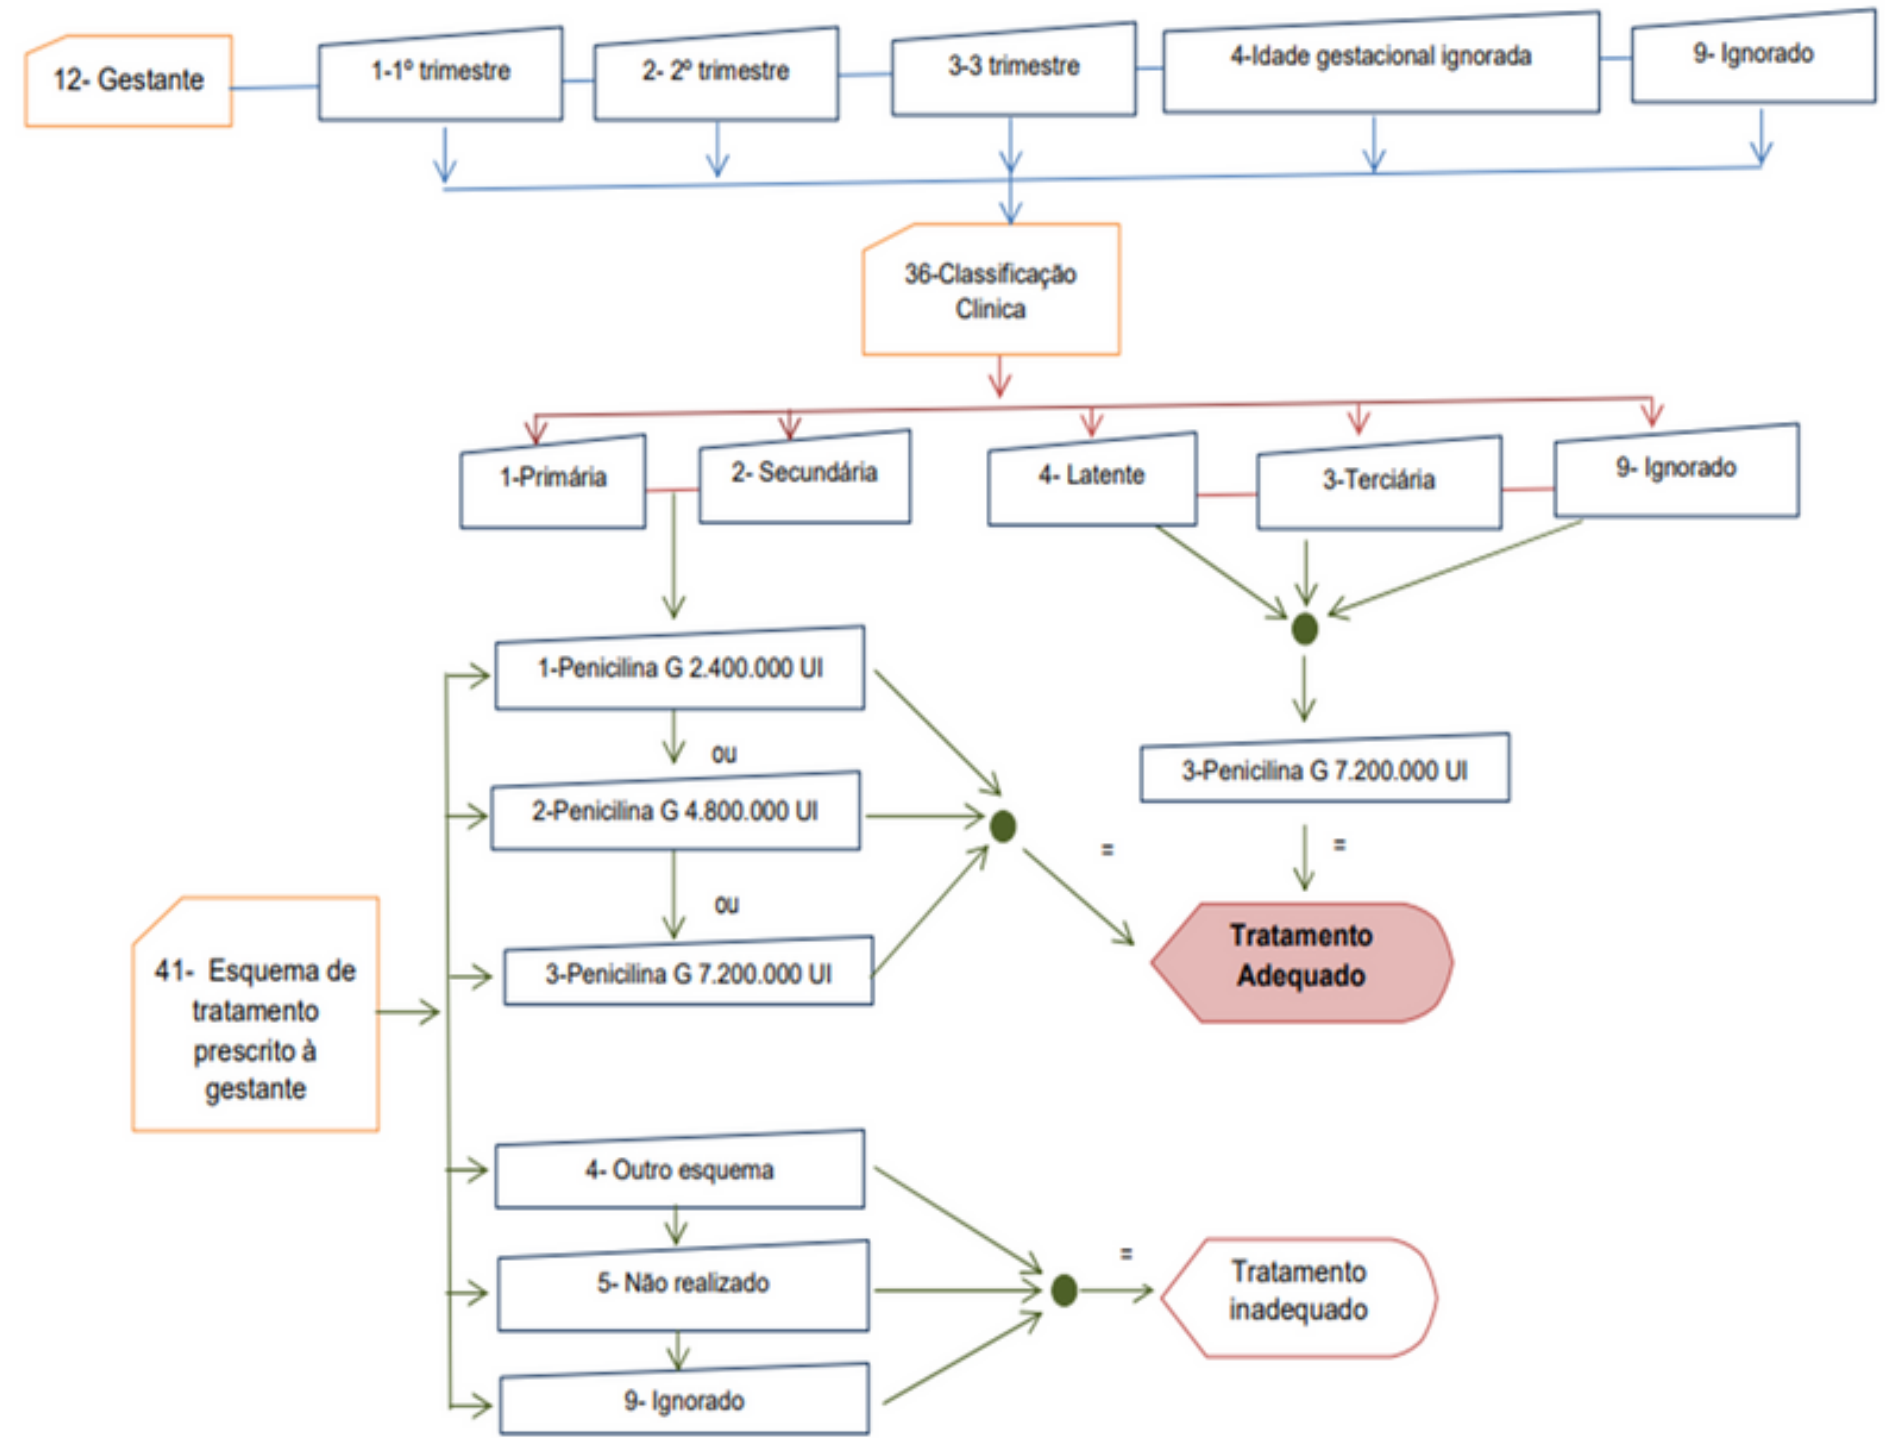 12- Gestante
1-1º trimestre
2- 2º trimestre
3-3 trimestre
4-Idade gestacional ignorada
9- Ignorado
36-Classificação
Clinica
1-Primária
2- Secundária
4- Latente
3-Terciária
9- Ignorado
1-Penicilina G 2.400.000 UI
ou
2-Penicilina G 4.800.000 UI
ou
3-Penicilina G 7.200.000 UI
3-Penicilina G 7.200.000 UI
=
=
Tratamento
Adequado
41- Esquema de
tratamento
prescrito à
gestante
4- Outro esquema
5- Não realizado
9- Ignorado
=
Tratamento
inadequado